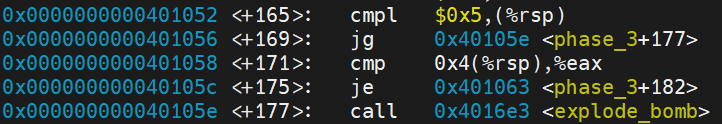 0x0000000000401052 <+165>: cmpl $0x5,(%rsp)
0x0000000000401056 <+169>: jg 0x40105e <phase_3+177>
0x0000000000401058 <+171>: cmp 0x4(%rsp),%eax
0x000000000040105c <+175>: je 0x401063 <phase_3+182>
0x000000000040105e <+177>: call 0x4016e3 <explode_bomb>